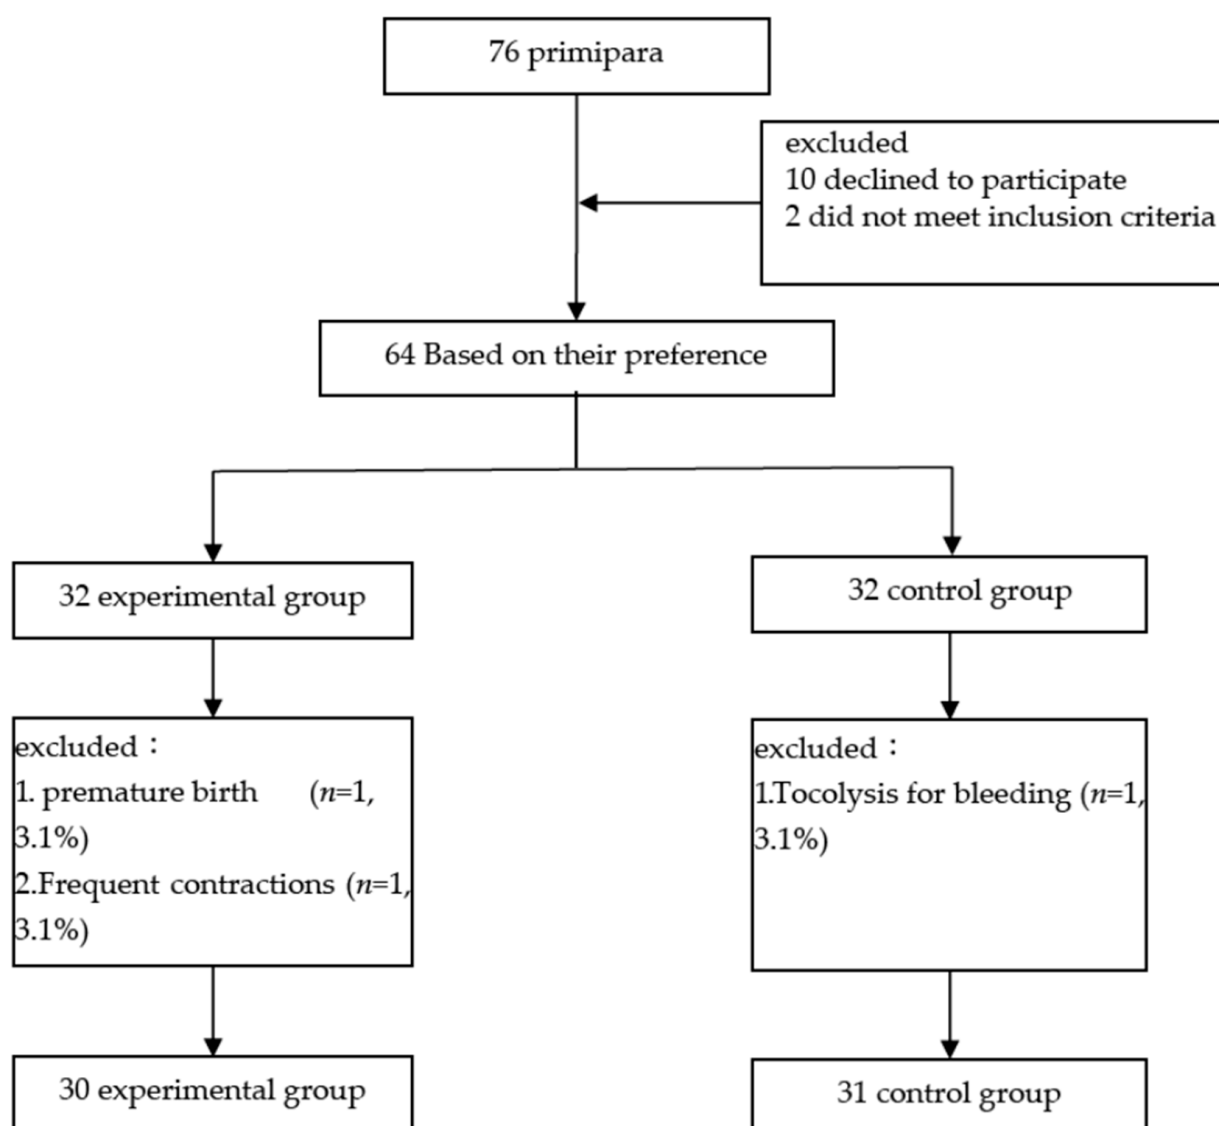 76 primipara
excluded
10 declined to participate
2 did not meet inclusion criteria
64 Based on their preference
32 experimental group
32 control group
excluded：
1. premature birth (n=1,
3.1%)
2.Frequent contractions (n=1,
3.1%)
excluded：
1.Tocolysis for bleeding (n=1,
3.1%)
30 experimental group
31 control group